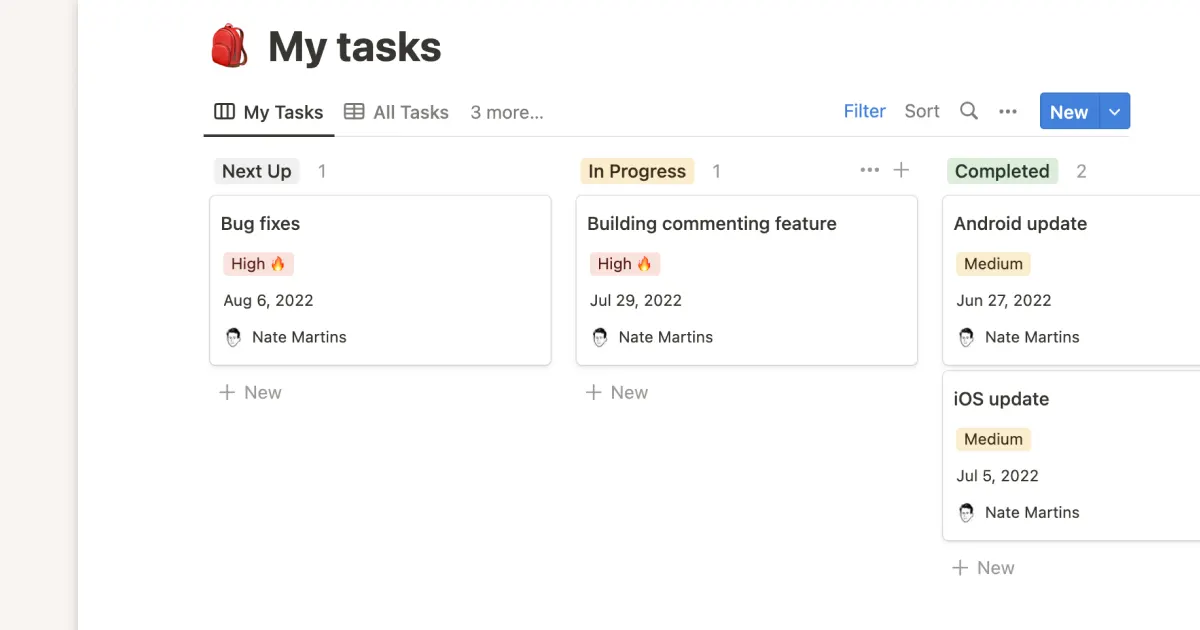 My tasks
My Tasks All Tasks 3 more...
Filter Sort New
Next Up 1
Bug fixes
High
Aug 6, 2022
Nate Martins
New
In Progress 1
Building commenting feature
High
Jul 29, 2022
Nate Martins
New
Completed 2
Android update
Medium
Jun 27, 2022
Nate Martins
iOS update
Medium
Jul 5, 2022
Nate Martins
New